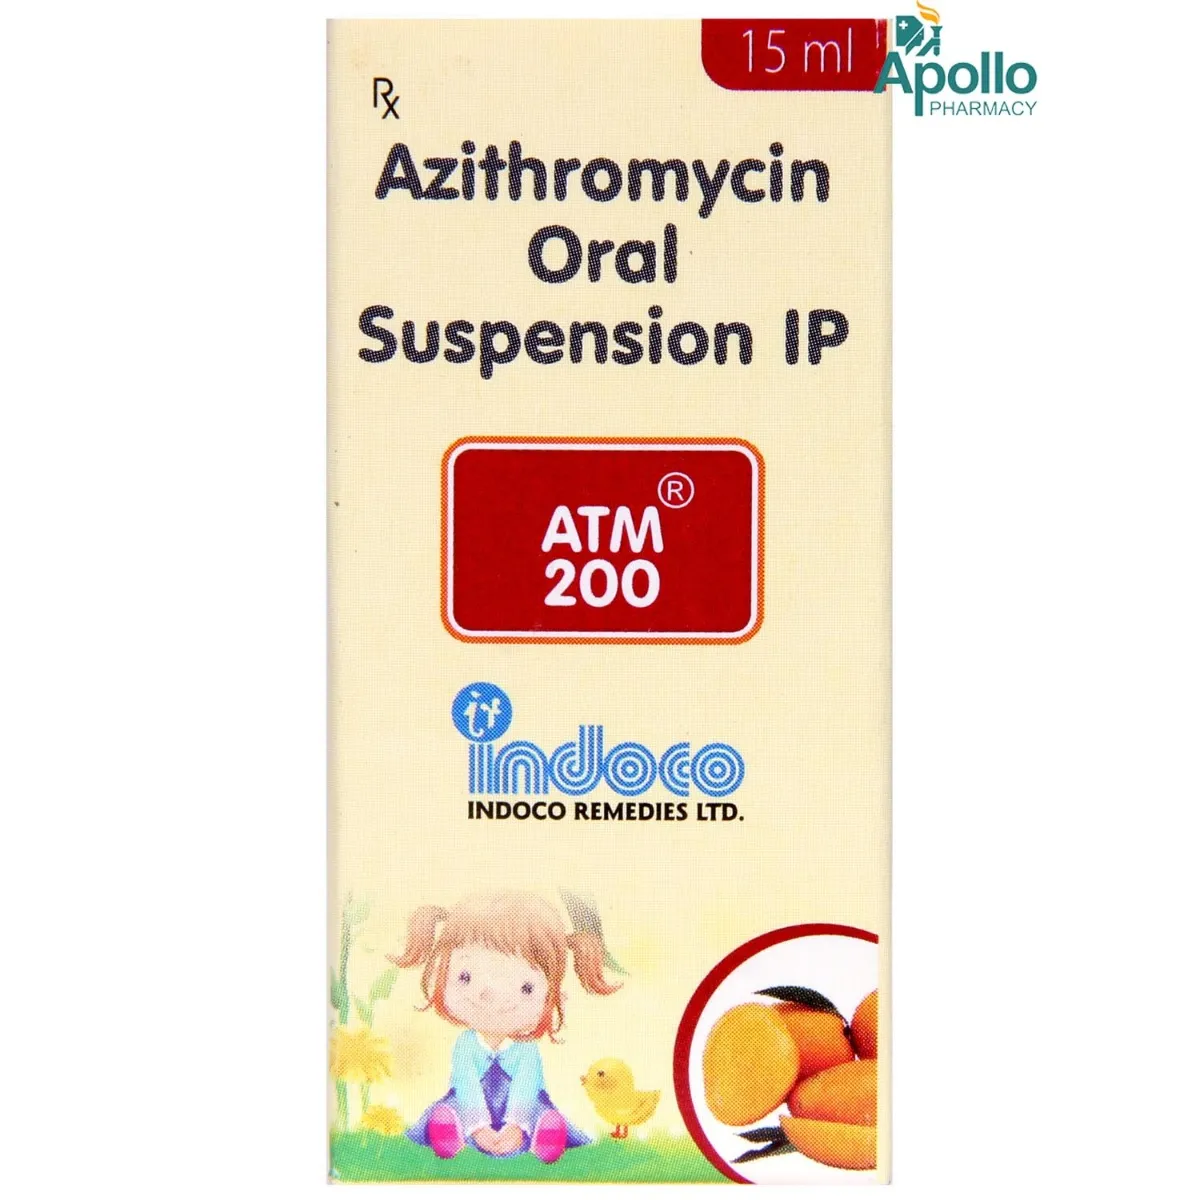 15 ml
Apollo
PHARMACY
Rx
Azithromycin
Oral
Suspension IP
ATM®
200
indoco
INDOCO REMEDIES LTD.